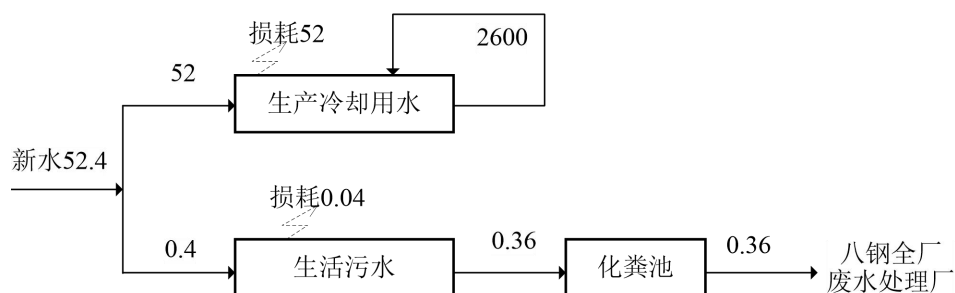 损耗52
2600
52
生产冷却用水
新水52.4
损耗0.04
0.4
生活污水
0.36
化粪池
0.36
八钢全厂
废水处理厂